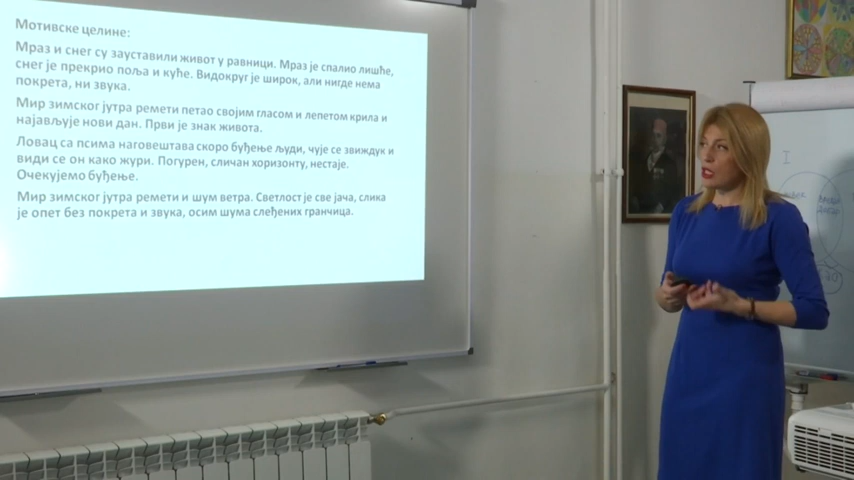 Мотивске целине:
Мраз и снег су зауставили живот у равници. Мраз је спалио лишће,
снег је прекрио поља и куће. Видокруг је широк, али нигде нема
покрета, ни звука.
Мир зимског јутра ремети петао својим гласом и лепетом крила и
најављује нови дан. Први је знак живота.
Ловац са псима наговештава скоро буђење људи, чује се звиждук и
види се он како жури. Погурен, сличан хоризонту, нестаје.
Очекујемо буђење.
Мир зимског јутра ремети и шум ветра. Светлост је све јача, слика
је опет без покрета и звука, осим шума слеђених гранчица.
I